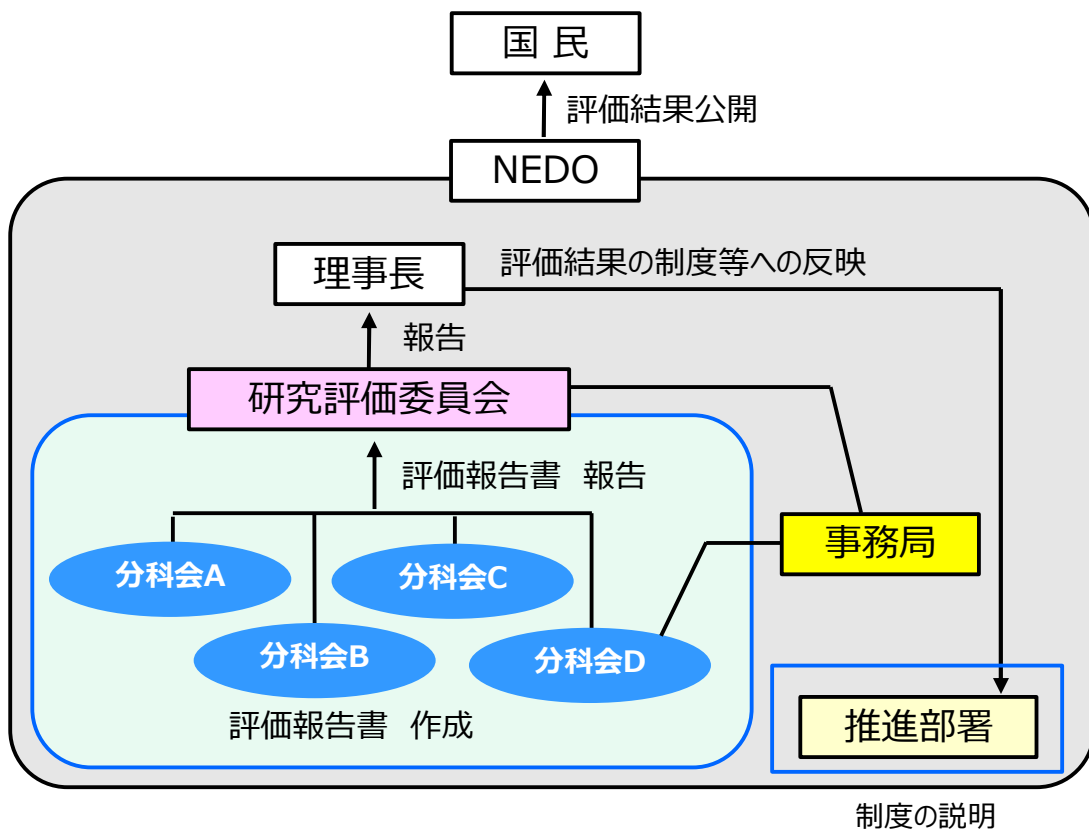 国 民
評価結果公開
NEDO
理事長
評価結果の制度等への反映
報告
研究評価委員会
評価報告書 報告
事務局
分科会A
分科会C
分科会B
分科会D
評価報告書 作成
推進部署
制度の説明